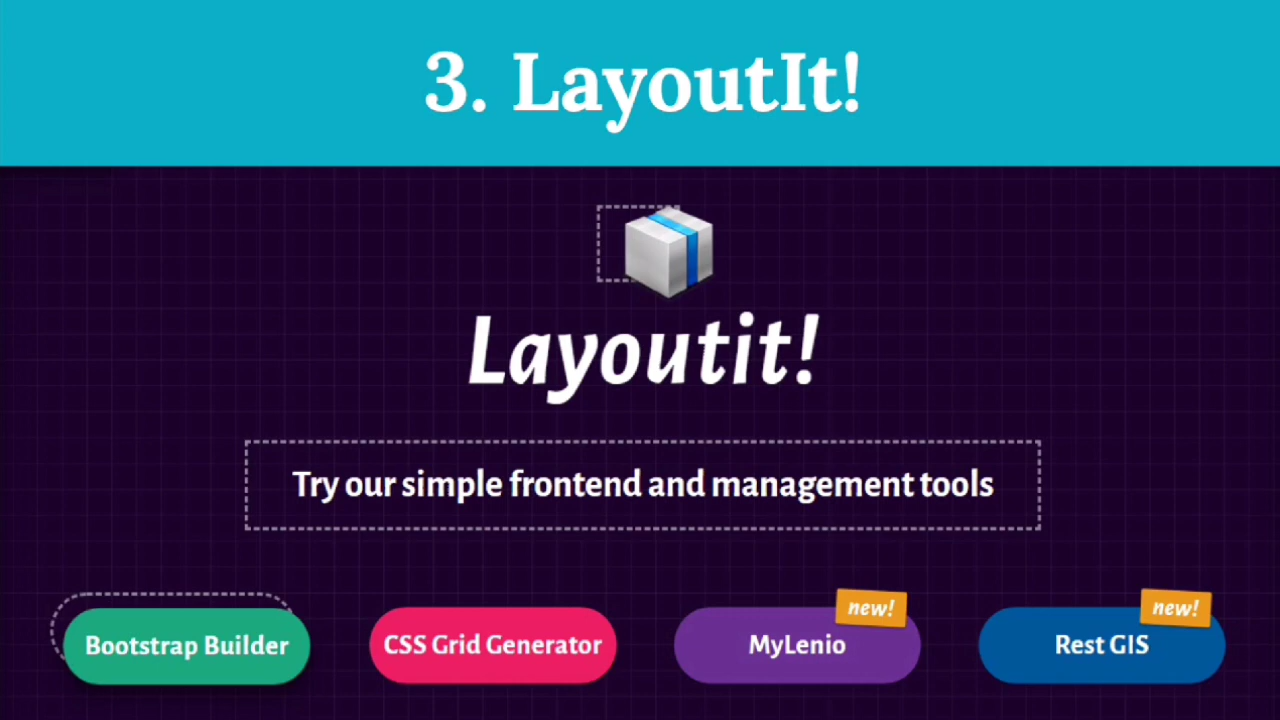 3. LayoutIt!
Layoutit!
Try our simple frontend and management tools
new! new!
Bootstrap Builder CSS Grid Generator MyLenio Rest GIS